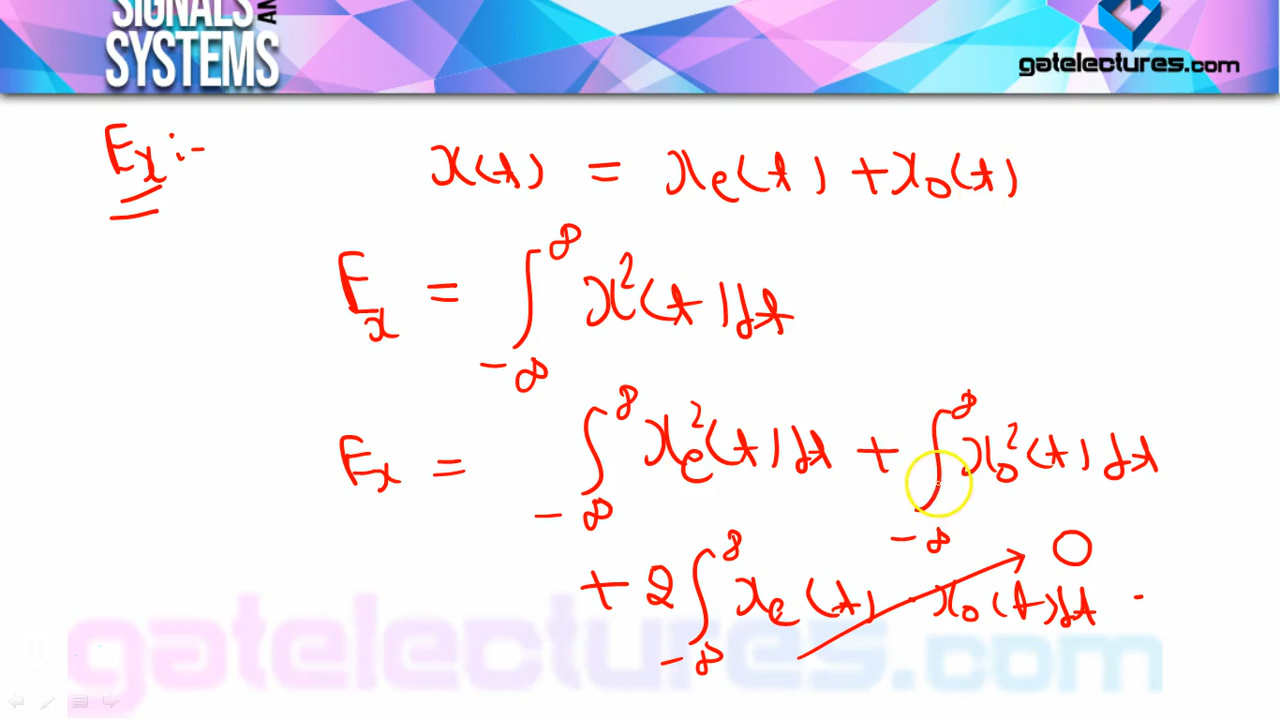 SIGNALS AND
SYSTEMS
gatelectures.com
Ex :-
x(t) = xe(t) + xo(t)
Ex = ∫_{-∞}^{∞} x²(t) dt
Ex = ∫_{-∞}^{∞} xe²(t) dt + ∫_{-∞}^{∞} xo²(t) dt
+ 2 ∫_{-∞}^{∞} xe(t) · xo(t) dt → 0
gatelectures.com